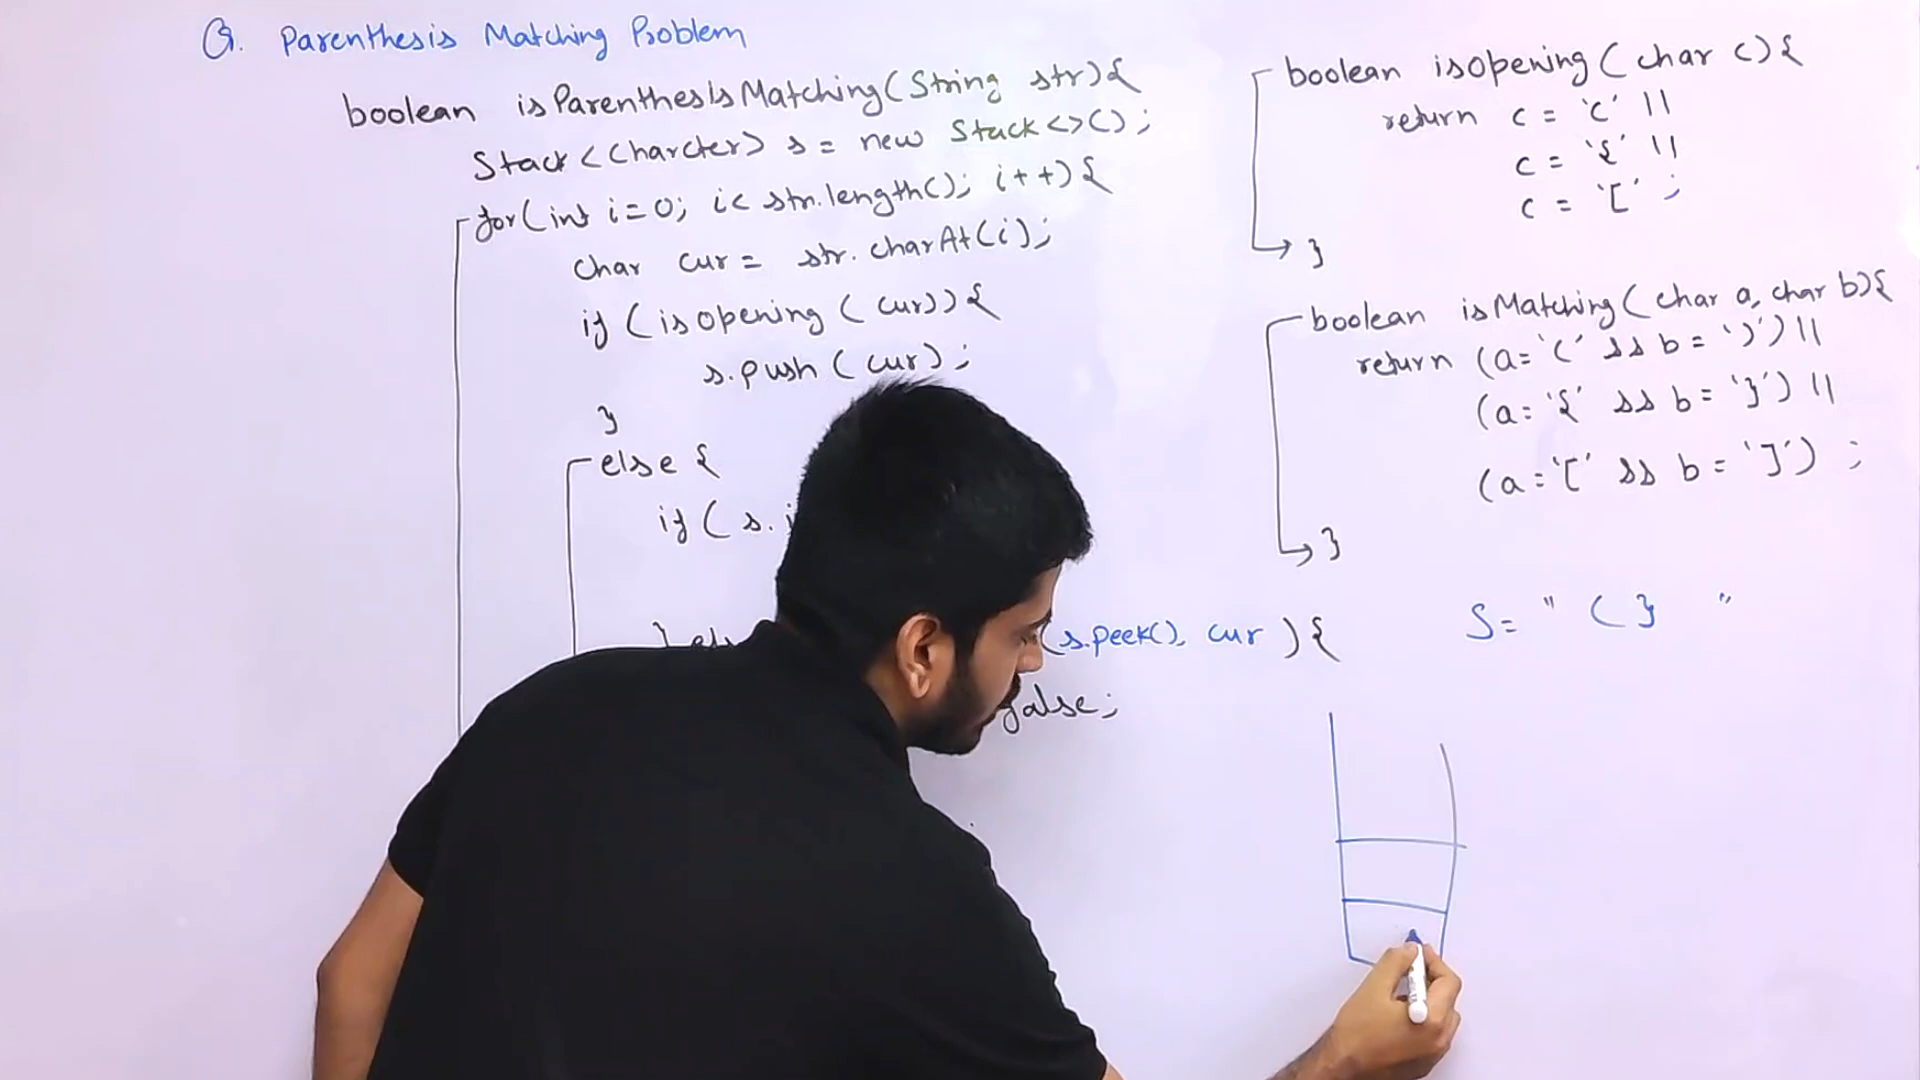 Q. Parenthesis Matching Problem
boolean isParenthesisMatching(String str){
Stack<Charcter> s = new Stack<>();
for(int i=0; i< str.length(); i++){
char cur = str.charAt(i);
if (isopening (cur)){
s.push (cur);
}
else {
if ( s.
(s.peek(), cur ) {
false;
boolean isopening ( char c) {
return c = '(' ||
c = '{' ||
c = '[' ;
}
boolean isMatching( char a, char b){
return (a= '(' && b = ')') ||
(a= '{' && b = '}') ||
(a='[' && b = ']') ;
}
S= " ( } "